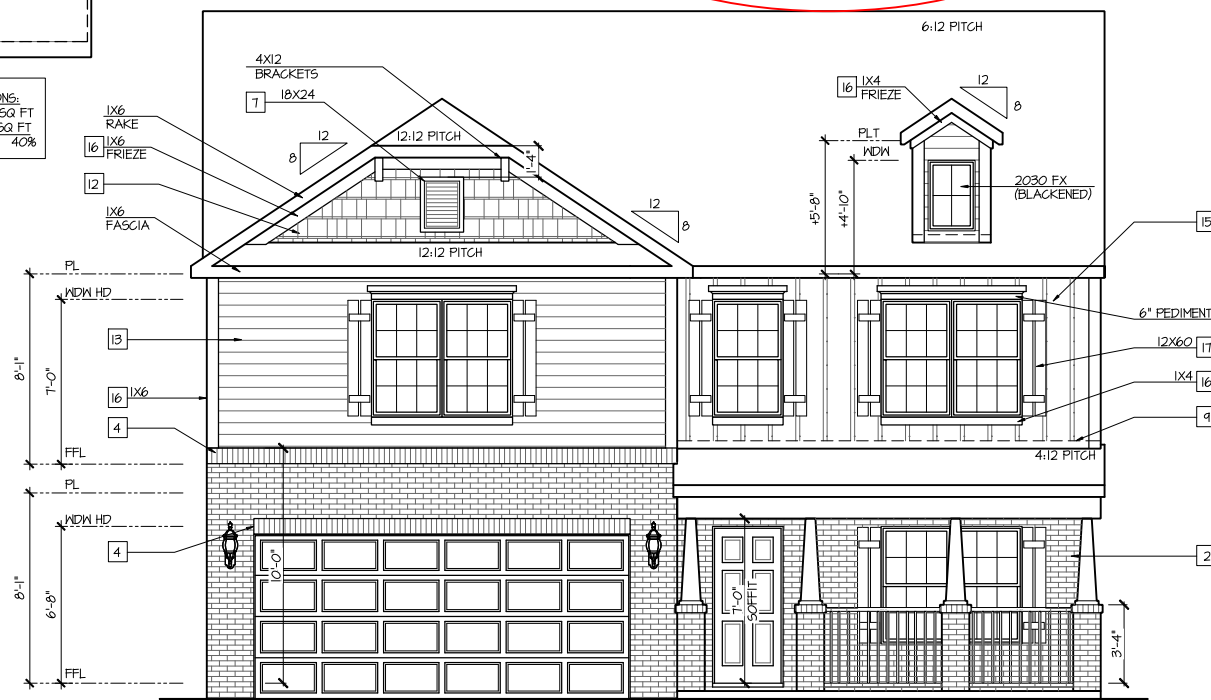 6:12 PITCH
NS:
SQ FT
SQ FT
40%
4X12
BRACKETS
7 18X24
1X6
RAKE
16 1X6
FRIEZE
12
1X6
FASCIA
12
8
12:12 PITCH
1'-4"
12
8
12:12 PITCH
16 1X4
FRIEZE
12
8
PLT
WDW
2030 FX
(BLACKENED)
+5'-8"
+4'-10"
15
PL
WDW HD
13
8'-1"
7'-0"
16 1X6
4
FFL
6" PEDIMENT
12X60 17
1X4 16
9
4:12 PITCH
PL
WDW HD
4
8'-1"
6'-8"
FFL
10'-0"
7'-0"
SOFFIT
2
3'-4"